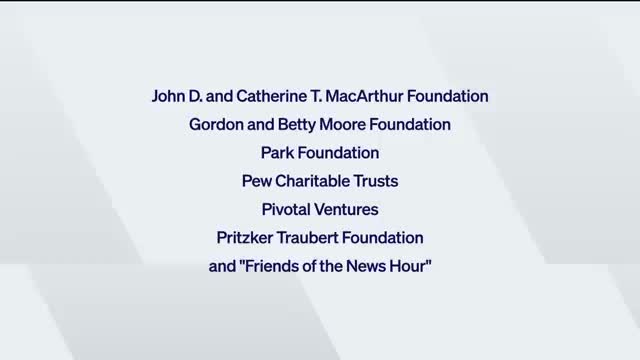 John D. and Catherine T. MacArthur Foundation
Gordon and Betty Moore Foundation
Park Foundation
Pew Charitable Trusts
Pivotal Ventures
Pritzker Traubert Foundation
and "Friends of the News Hour"